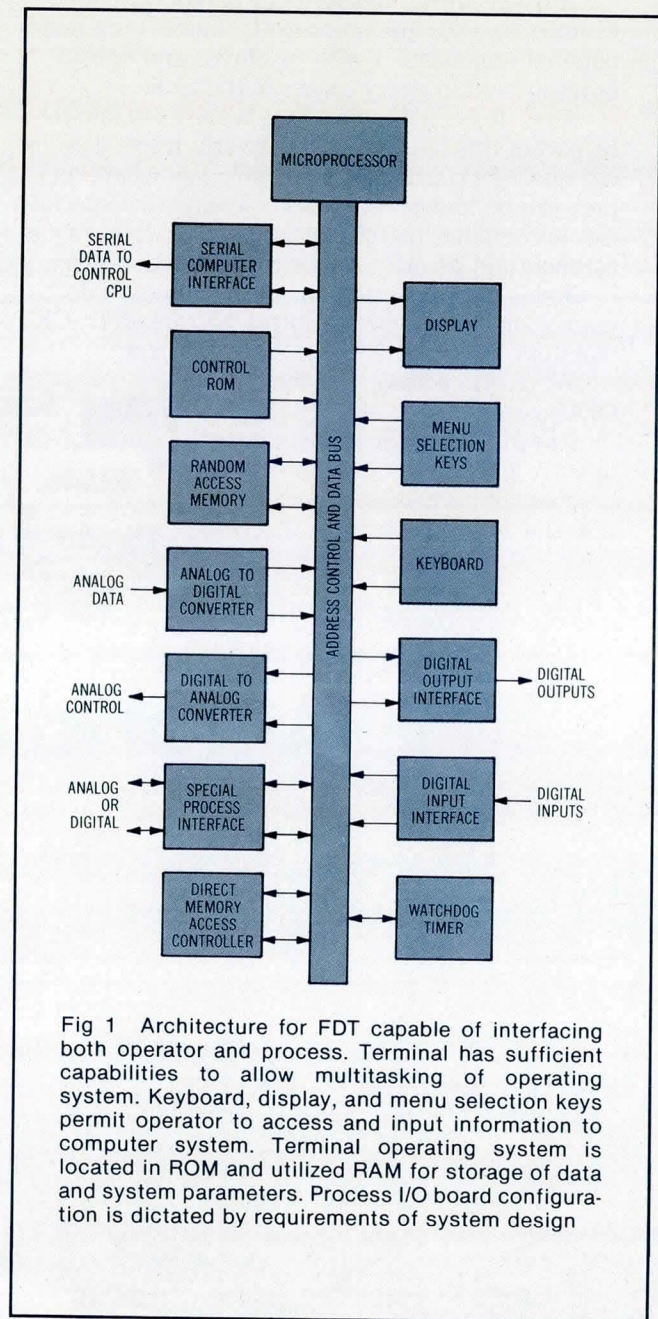 MICROPROCESSOR
SERIAL
DATA TO
CONTROL
CPU
SERIAL
COMPUTER
INTERFACE
DISPLAY
CONTROL
ROM
MENU
SELECTION
KEYS
RANDOM
ACCESS
MEMORY
ADDRESS CONTROL AND DATA BUS
KEYBOARD
ANALOG
DATA
ANALOG TO
DIGITAL
CONVERTER
DIGITAL
OUTPUT
INTERFACE
DIGITAL
OUTPUTS
ANALOG
CONTROL
DIGITAL TO
ANALOG
CONVERTER
ANALOG
OR
DIGITAL
SPECIAL
PROCESS
INTERFACE
DIGITAL
INPUT
INTERFACE
DIGITAL
INPUTS
DIRECT
MEMORY
ACCESS
CONTROLLER
WATCHDOG
TIMER
Fig 1 Architecture for FDT capable of interfacing
both operator and process. Terminal has sufficient
capabilities to allow multitasking of operating
system. Keyboard, display, and menu selection keys
permit operator to access and input information to
computer system. Terminal operating system is
located in ROM and utilized RAM for storage of data
and system parameters. Process I/O board configura-
tion is dictated by requirements of system design